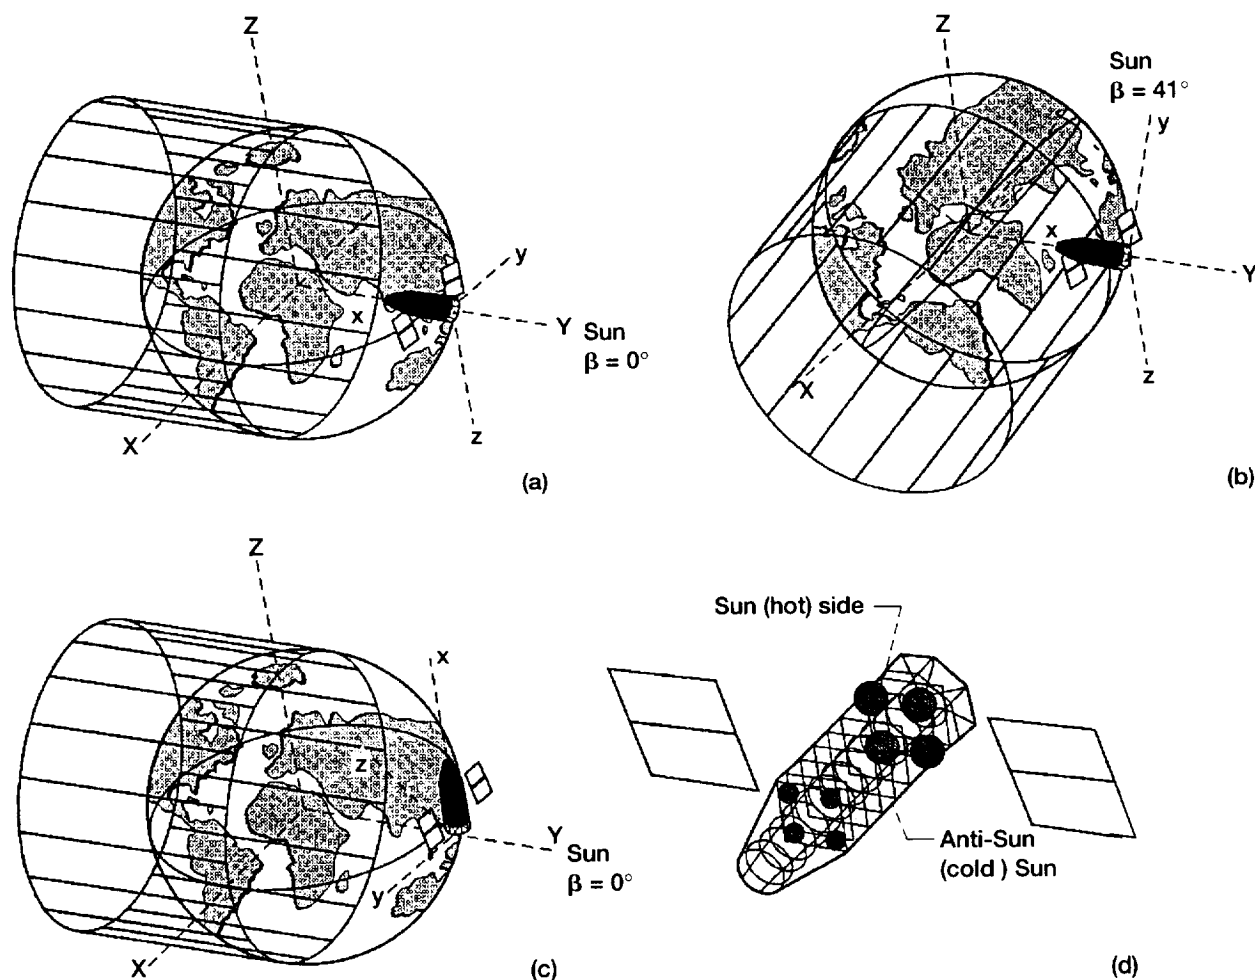 Z
y
x
Y
Sun
β = 0°
X
z
(a)
Z
Sun
β = 41°
y
x
Y
X
z
(b)
Z
x
z
Y
Sun
β = 0°
y
X
(c)
Sun (hot) side
Anti-Sun
(cold ) Sun
(d)